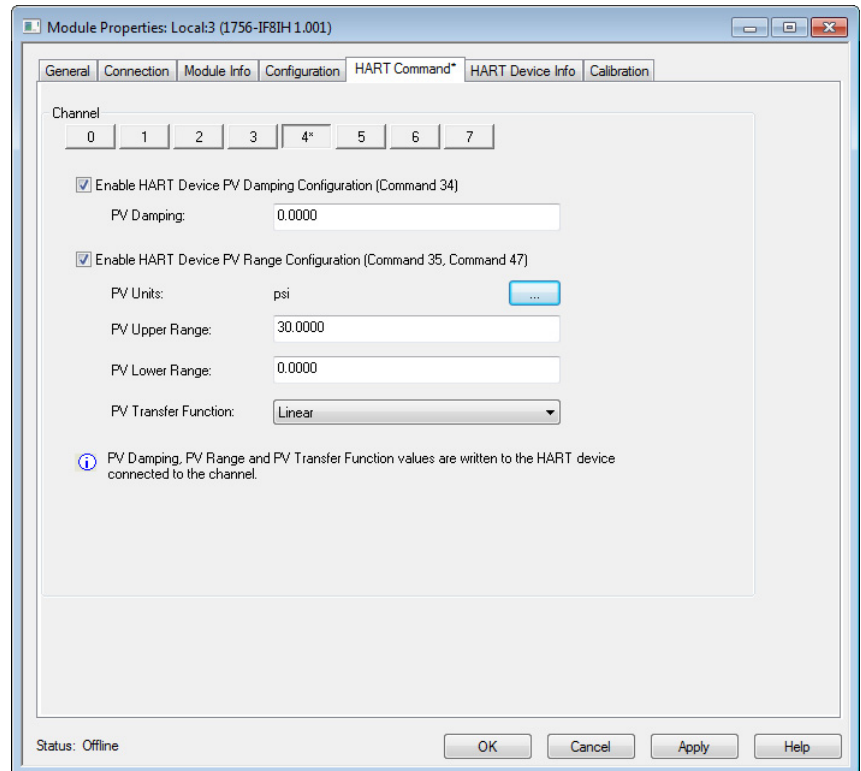 Module Properties: Local:3 (1756-IF8IH 1.001)
General Connection Module Info Configuration HART Command* HART Device Info Calibration
Channel
0 1 2 3 4* 5 6 7
Enable HART Device PV Damping Configuration (Command 34)
PV Damping: 0.0000
Enable HART Device PV Range Configuration (Command 35, Command 47)
PV Units: psi ...
PV Upper Range: 30.0000
PV Lower Range: 0.0000
PV Transfer Function: Linear
PV Damping, PV Range and PV Transfer Function values are written to the HART device
connected to the channel.
Status: Offline OK Cancel Apply Help